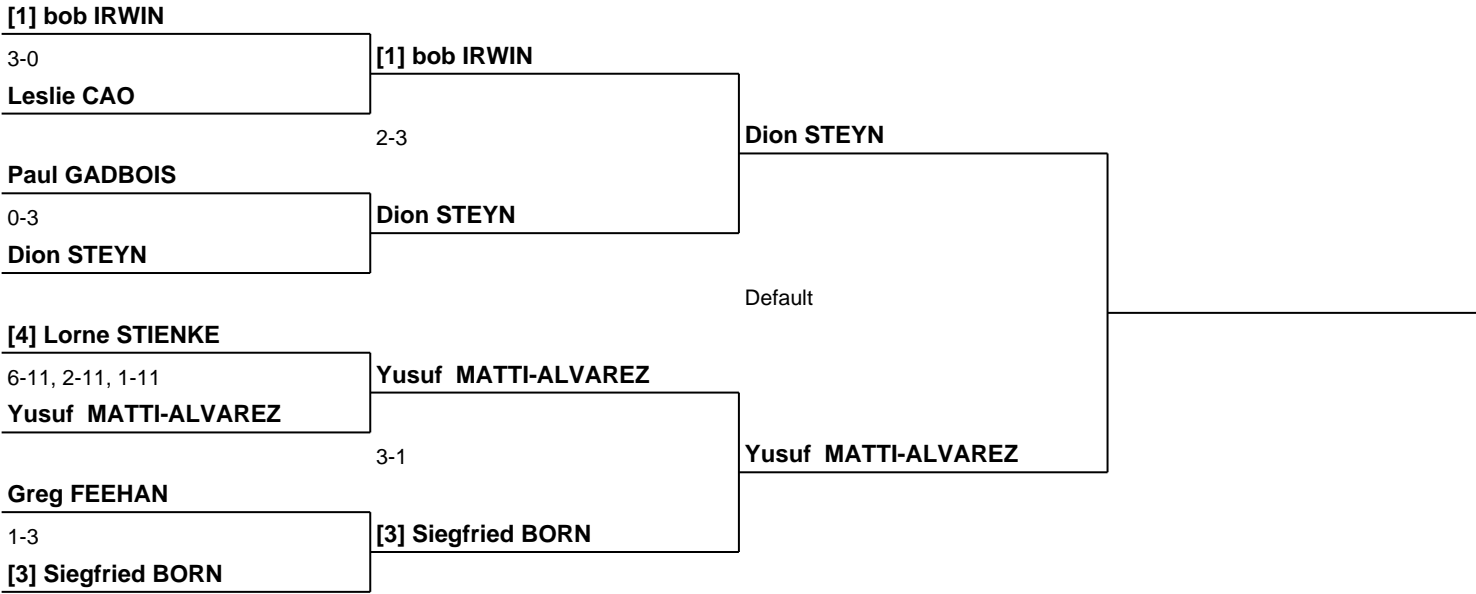 [1] bob IRWIN
3-0
[1] bob IRWIN
Leslie CAO
2-3
Dion STEYN
Paul GADBOIS
0-3
Dion STEYN
Dion STEYN
Default
[4] Lorne STIENKE
6-11, 2-11, 1-11
Yusuf  MATTI-ALVAREZ
Yusuf  MATTI-ALVAREZ
3-1
Yusuf  MATTI-ALVAREZ
Greg FEEHAN
1-3
[3] Siegfried BORN
[3] Siegfried BORN